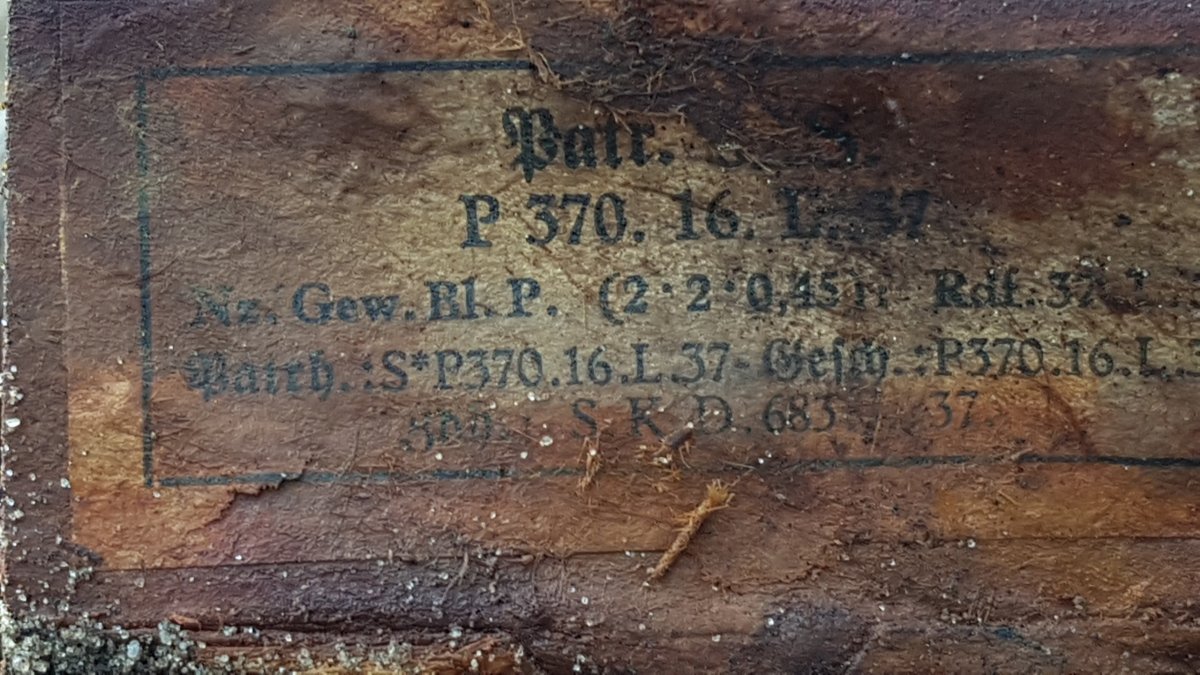 Patr. S.
P 370. 16. L. 37
Nz. Gew. Bl. P. (2·2·0,45): Rdf.
Patrh.: S*P370.16.L.37- Gesch.: P370.16.L.
S. K. D. 683 37.